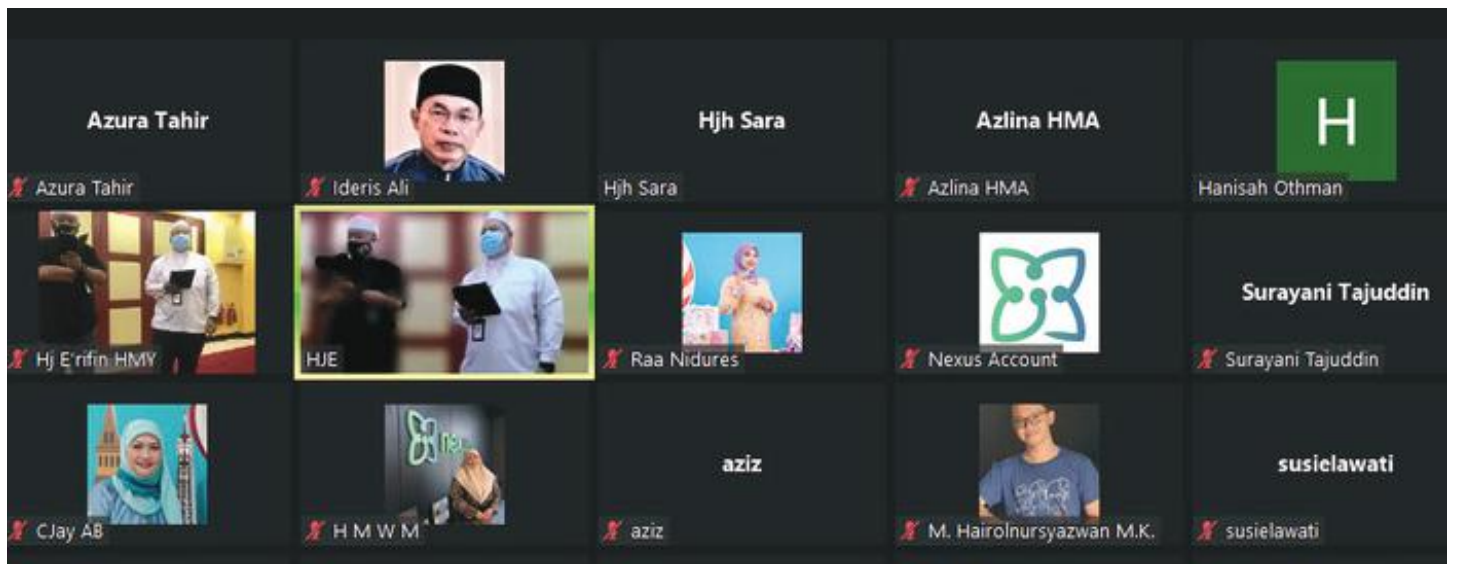 Azura Tahir
Azura Tahir
Ideris Ali
Hjh Sara
Hjh Sara
Azlina HMA
Azlina HMA
H
Hanisah Othman
Hj E'rifin HMY
HJE
Raa Nidures
Nexus Account
Surayani Tajuddin
Surayani Tajuddin
CJay AB
ne
H M W M
aziz
aziz
M. Hairolnursyazwan M.K.
susielawati
susielawati